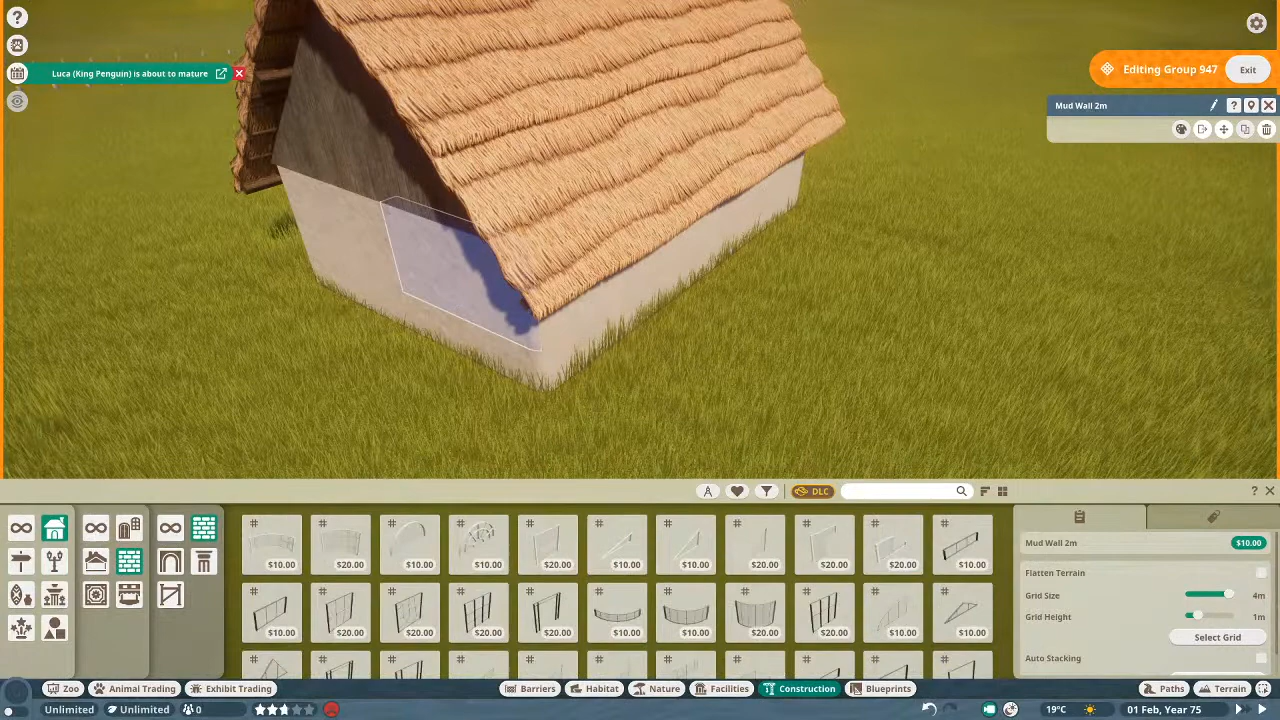 ?
Luca (King Penguin) is about to mature
Editing Group 947
Exit
Mud Wall 2m
?
DLC
?
$10.00 $20.00 $10.00 $10.00 $20.00 $10.00 $10.00 $10.00 $20.00 $20.00 $10.00
$10.00 $20.00 $20.00 $20.00 $20.00 $10.00 $10.00 $20.00 $20.00 $10.00 $10.00
Mud Wall 2m $10.00
Flatten Terrain
Grid Size 4m
Grid Height 1m
Select Grid
Auto Stacking
Zoo Animal Trading Exhibit Trading Barriers Habitat Nature Facilities Construction Blueprints Paths Terrain
Unlimited Unlimited 0 19°C 01 Feb, Year 75